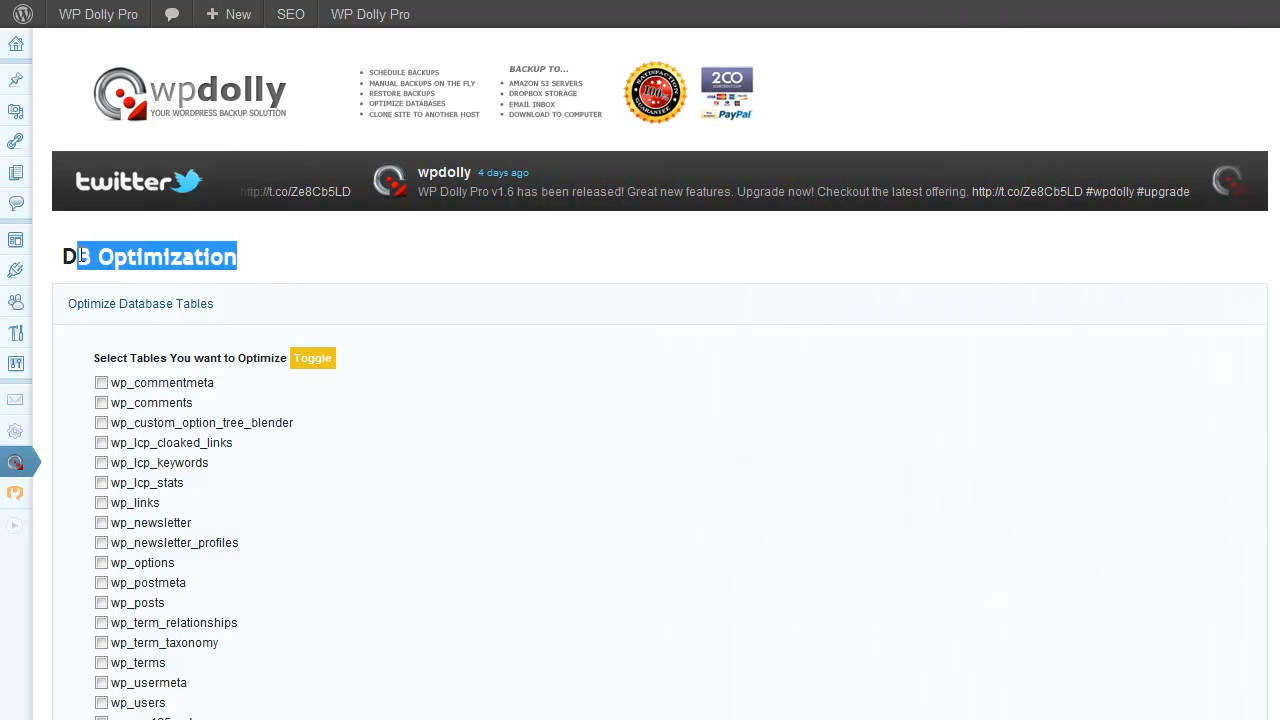 WP Dolly Pro
New
SEO
WP Dolly Pro
wpdolly
YOUR WORDPRESS BACKUP SOLUTION
SCHEDULE BACKUPS
MANUAL BACKUPS ON THE FLY
RESTORE BACKUPS
OPTIMIZE DATABASES
CLONE SITE TO ANOTHER HOST
BACKUP TO...
AMAZON S3 SERVERS
DROPBOX STORAGE
EMAIL INBOX
DOWNLOAD TO COMPUTER
SATISFACTION
100%
GUARANTEE
2CO
PayPal
twitter
http://t.co/Ze8Cb5LD
wpdolly 4 days ago
WP Dolly Pro v1.6 has been released! Great new features. Upgrade now! Checkout the latest offering. http://t.co/Ze8Cb5LD #wpdolly #upgrade
DB Optimization
Optimize Database Tables
Select Tables You want to Optimize Toggle
wp_commentmeta
wp_comments
wp_custom_option_tree_blender
wp_lcp_cloaked_links
wp_lcp_keywords
wp_lcp_stats
wp_links
wp_newsletter
wp_newsletter_profiles
wp_options
wp_postmeta
wp_posts
wp_term_relationships
wp_term_taxonomy
wp_terms
wp_usermeta
wp_users